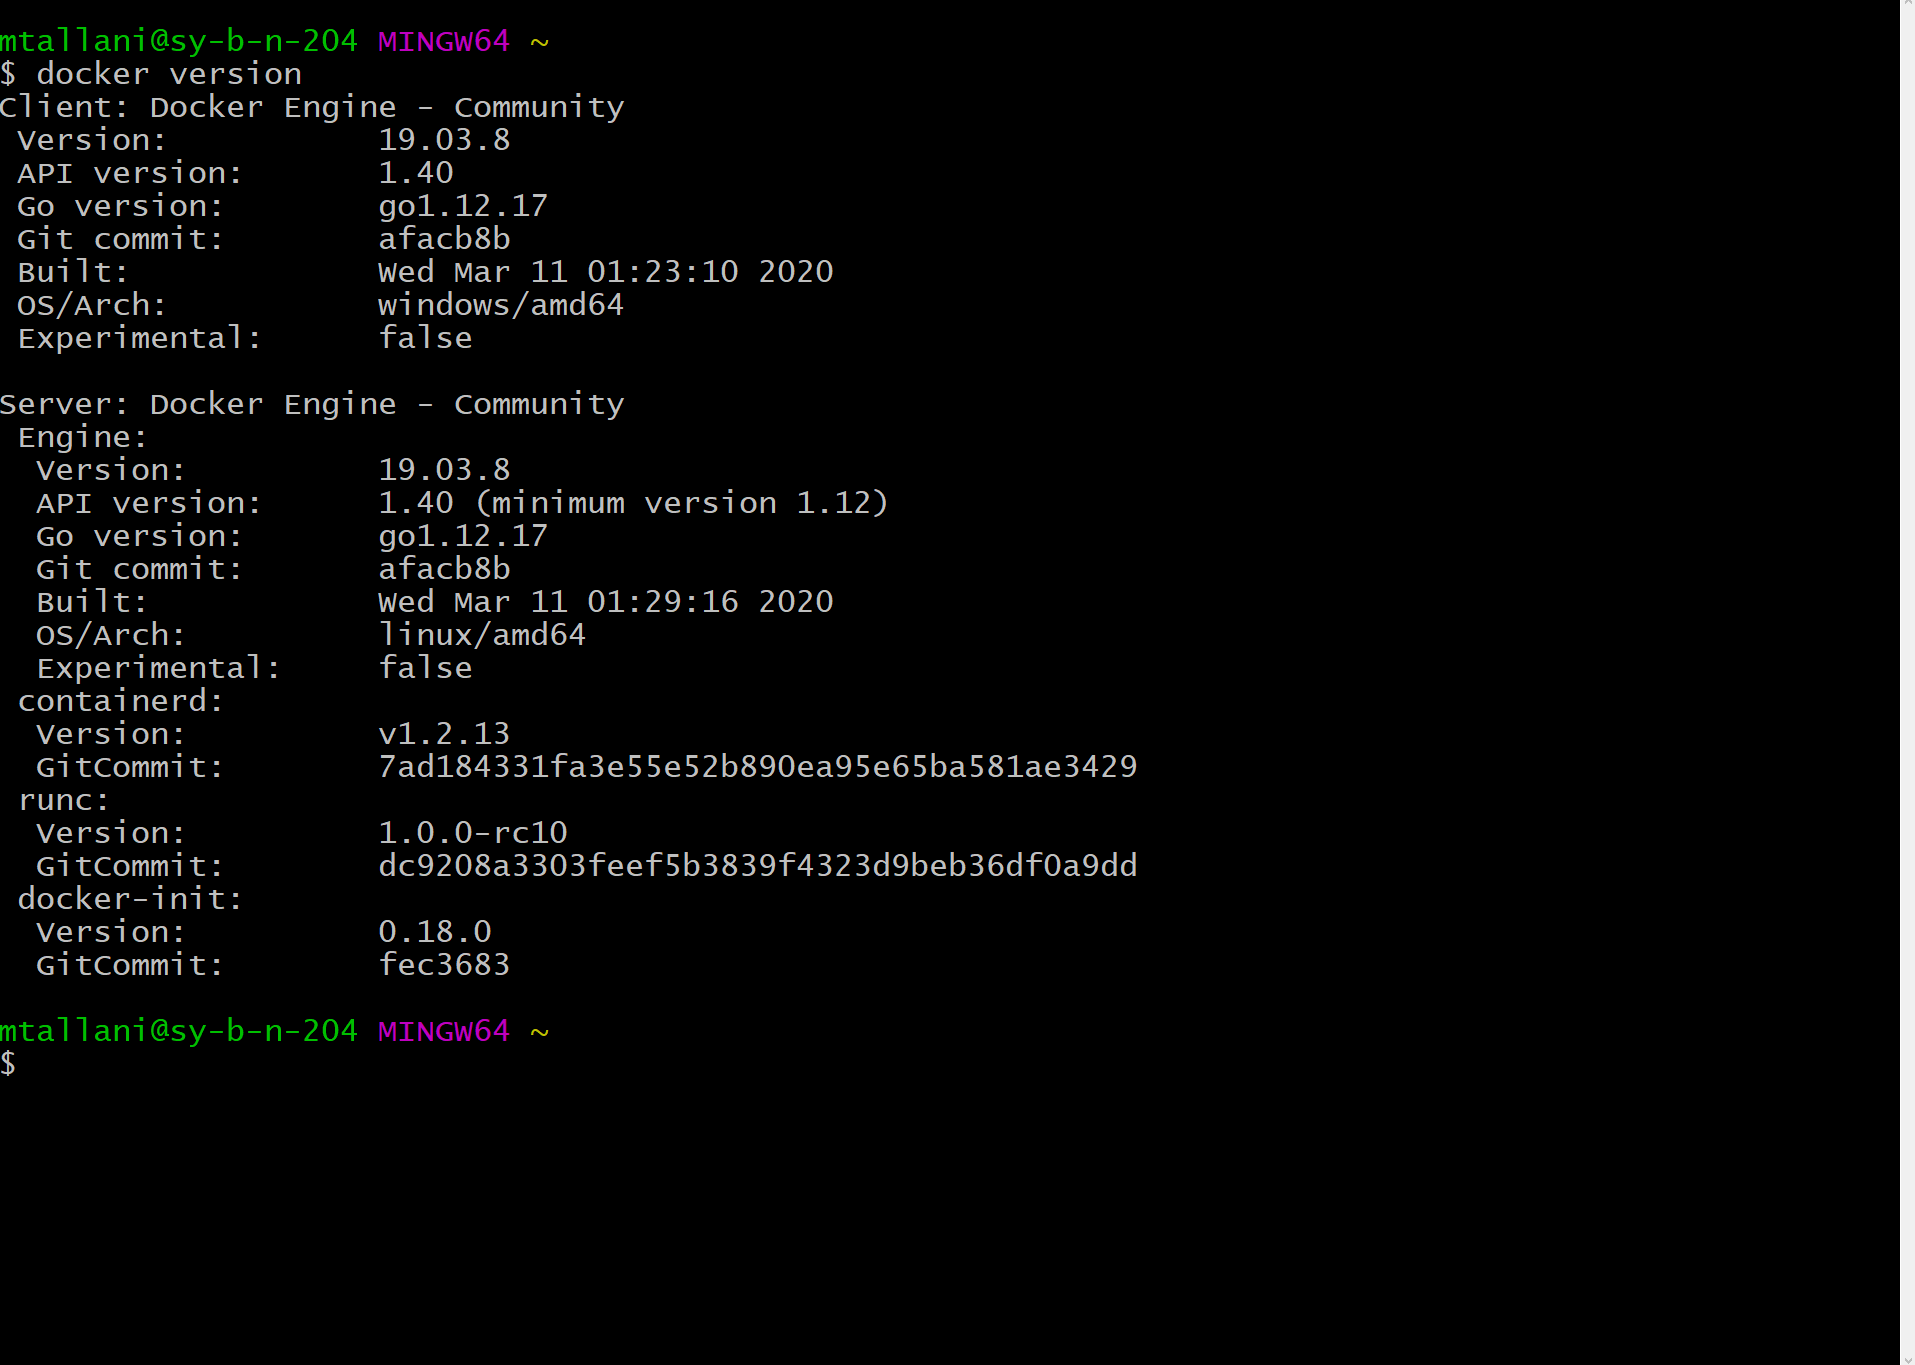 mtallani@sy-b-n-204 MINGW64 ~
$ docker version
Client: Docker Engine - Community
 Version:           19.03.8
 API version:       1.40
 Go version:        go1.12.17
 Git commit:        afacb8b
 Built:             Wed Mar 11 01:23:10 2020
 OS/Arch:           windows/amd64
 Experimental:      false

Server: Docker Engine - Community
 Engine:
  Version:          19.03.8
  API version:      1.40 (minimum version 1.12)
  Go version:       go1.12.17
  Git commit:       afacb8b
  Built:            Wed Mar 11 01:29:16 2020
  OS/Arch:          linux/amd64
  Experimental:     false
 containerd:
  Version:          v1.2.13
  GitCommit:        7ad184331fa3e55e52b890ea95e65ba581ae3429
 runc:
  Version:          1.0.0-rc10
  GitCommit:        dc9208a3303feef5b3839f4323d9beb36df0a9dd
 docker-init:
  Version:          0.18.0
  GitCommit:        fec3683

mtallani@sy-b-n-204 MINGW64 ~
$